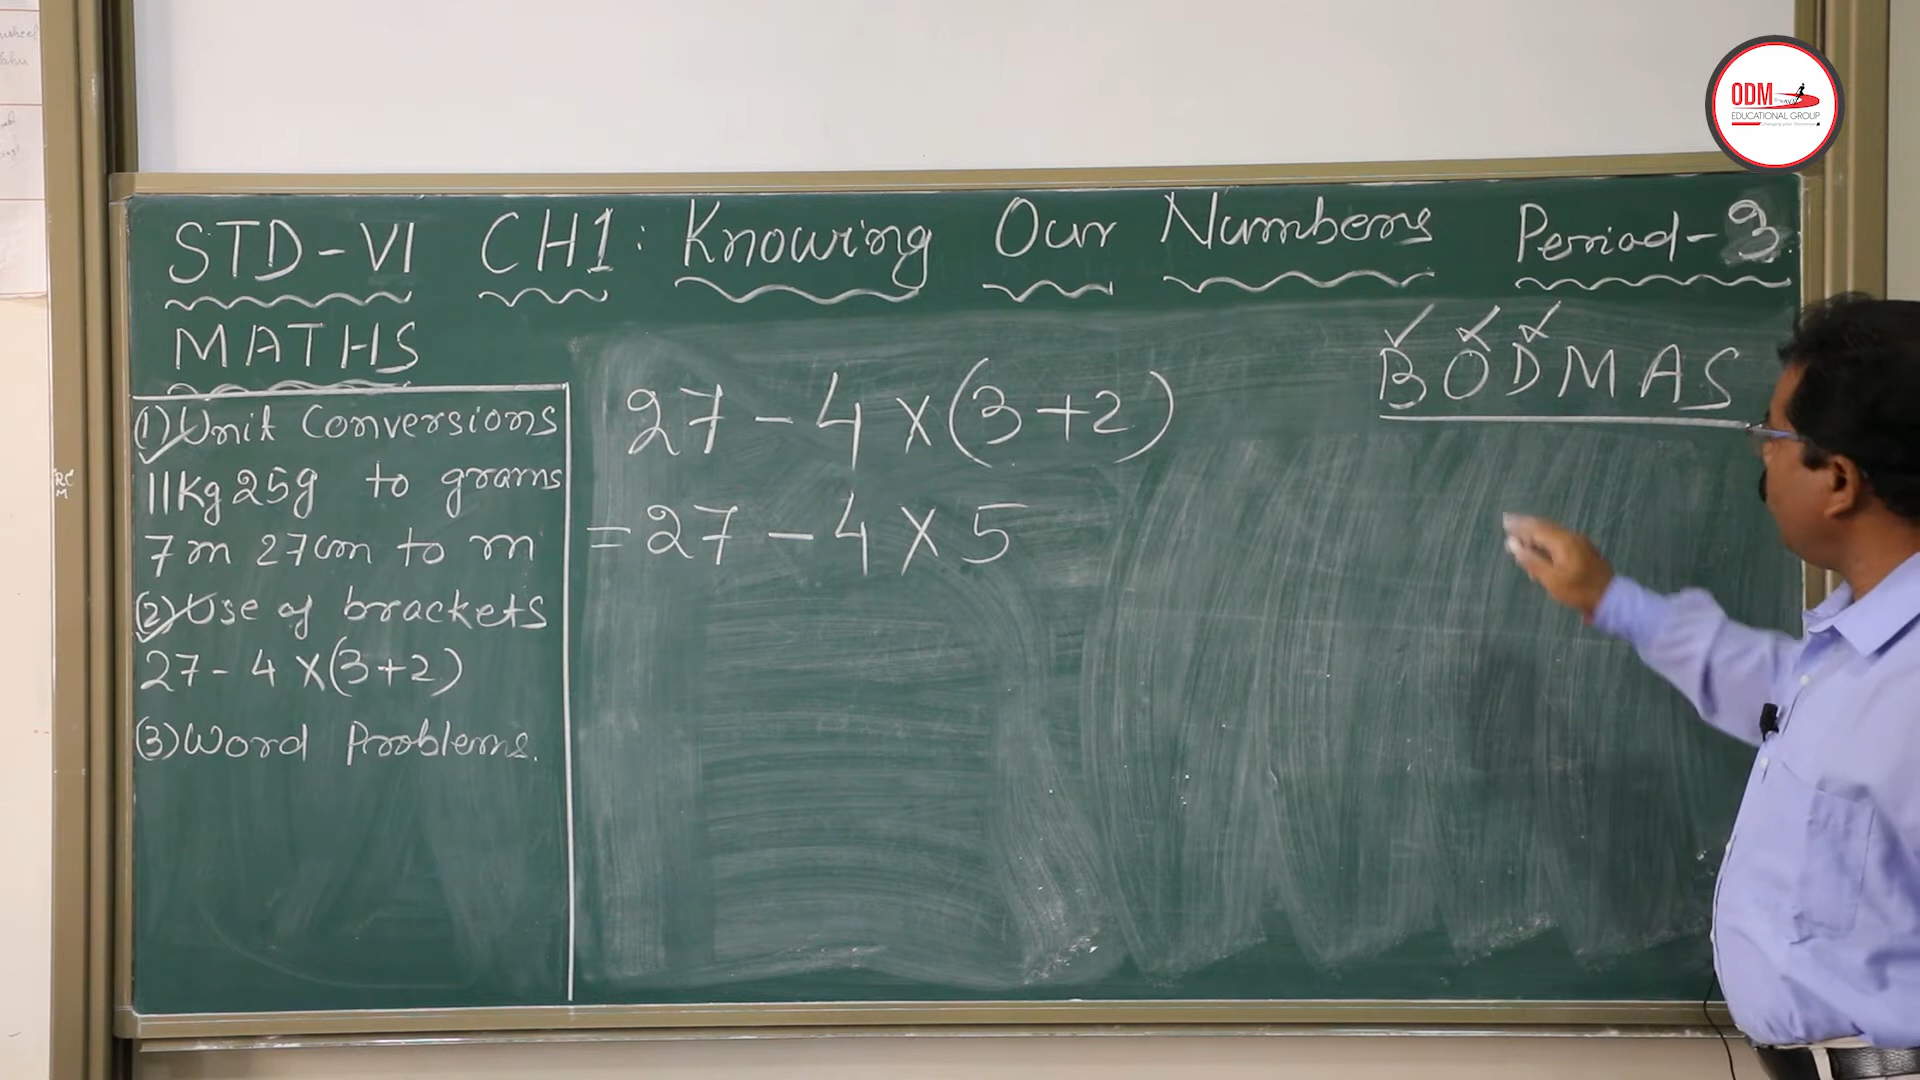 STD-VI CH1: Knowing Our Numbers Period-3
MATHS
BODMAS
(1) Unit Conversions
11Kg 25g to grams
7m 27cm to m
(2) Use of brackets
27-4×(3+2)
(3) Word Problems.
27-4×(3+2)
=27-4×5
ODM
EDUCATIONAL GROUP